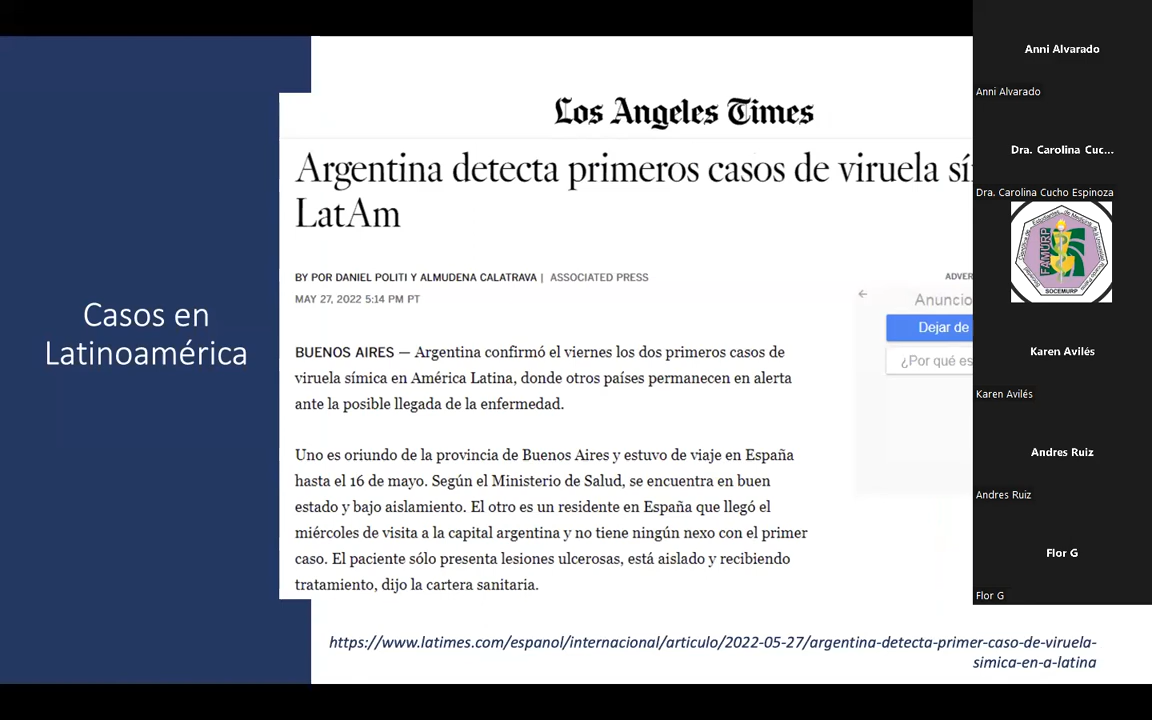 Casos en
Latinoamérica
Los Angeles Times
Argentina detecta primeros casos de viruela
LatAm
BY POR DANIEL POLITI Y ALMUDENA CALATRAVA | ASSOCIATED PRESS
MAY 27, 2022 5:14 PM PT
BUENOS AIRES — Argentina confirmó el viernes los dos primeros casos de
viruela símica en América Latina, donde otros países permanecen en alerta
ante la posible llegada de la enfermedad.
Uno es oriundo de la provincia de Buenos Aires y estuvo de viaje en España
hasta el 16 de mayo. Según el Ministerio de Salud, se encuentra en buen
estado y bajo aislamiento. El otro es un residente en España que llegó el
miércoles de visita a la capital argentina y no tiene ningún nexo con el primer
caso. El paciente sólo presenta lesiones ulcerosas, está aislado y recibiendo
tratamiento, dijo la cartera sanitaria.
Anuncio
Dejar de
¿Por qué
https://www.latimes.com/espanol/internacional/articulo/2022-05-27/argentina-detecta-primer-caso-de-viruela-
simica-en-a-latina
Anni Alvarado
Anni Alvarado
Dra. Carolina Cuc...
Dra. Carolina Cucho Espinoza
FAMURP
SOCEMURP
Karen Avilés
Karen Avilés
Andres Ruiz
Andres Ruiz
Flor G
Flor G